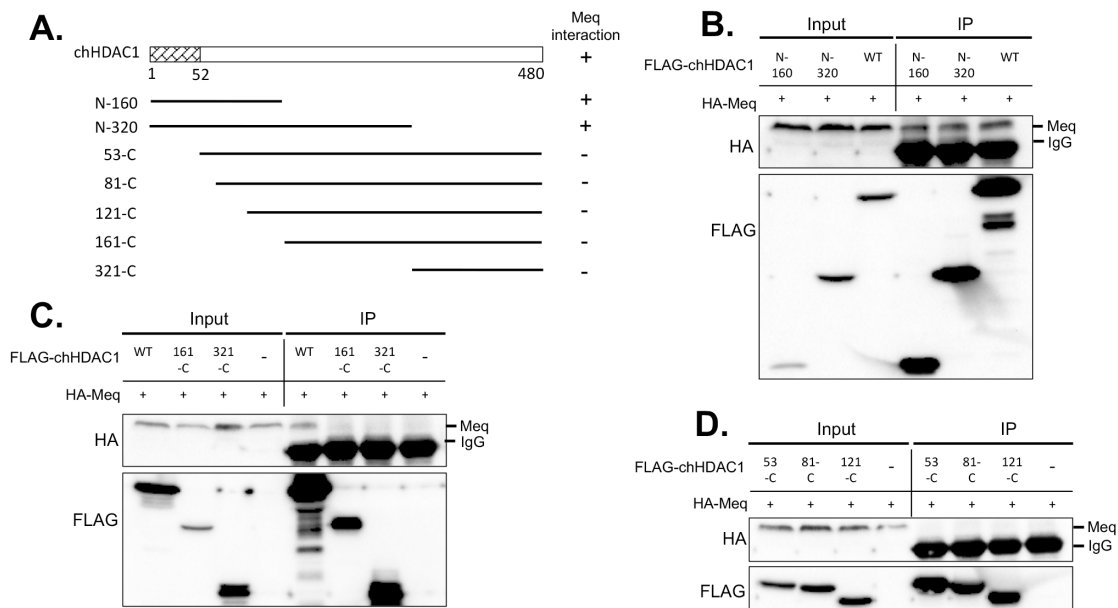 A.
Meq
interaction
chHDAC1
+
1 52 480
N-160 +
N-320 +
53-C -
81-C -
121-C -
161-C -
321-C -
B.
Input IP
FLAG-chHDAC1 N-160 N-320 WT N-160 N-320 WT
HA-Meq + + + + + +
HA
Meq
IgG
FLAG
C.
Input IP
FLAG-chHDAC1 WT 161-C 321-C - WT 161-C 321-C -
HA-Meq + + + + + + + +
HA
Meq
IgG
FLAG
D.
Input IP
FLAG-chHDAC1 53-C 81-C 121-C - 53-C 81-C 121-C -
HA-Meq + + + + + + + +
HA
Meq
IgG
FLAG